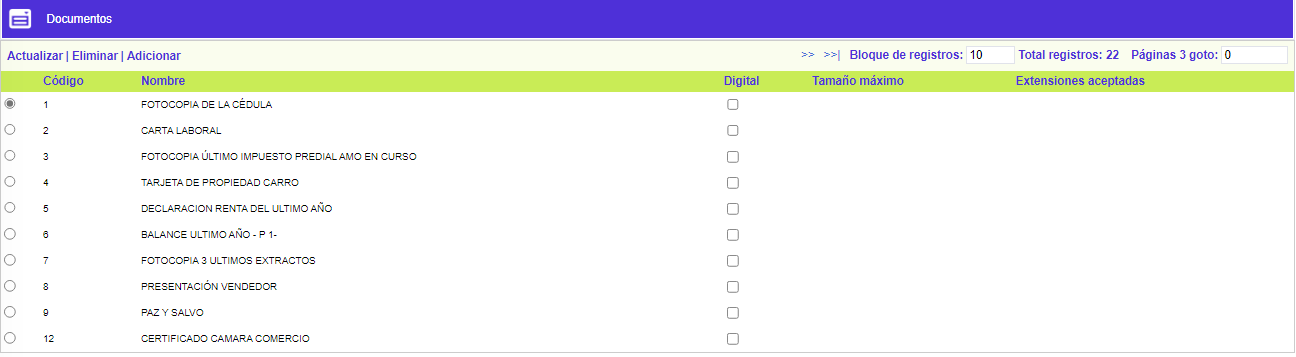 Documentos
Actualizar | Eliminar | Adicionar >> >>| Bloque de registros: 10 Total registros: 22 Páginas 3 goto: 0
Código Nombre Digital Tamaño máximo Extensiones aceptadas
1 FOTOCOPIA DE LA CÉDULA
2 CARTA LABORAL
3 FOTOCOPIA ÚLTIMO IMPUESTO PREDIAL AMO EN CURSO
4 TARJETA DE PROPIEDAD CARRO
5 DECLARACION RENTA DEL ULTIMO AÑO
6 BALANCE ULTIMO AÑO - P 1-
7 FOTOCOPIA 3 ULTIMOS EXTRACTOS
8 PRESENTACIÓN VENDEDOR
9 PAZ Y SALVO
12 CERTIFICADO CAMARA COMERCIO